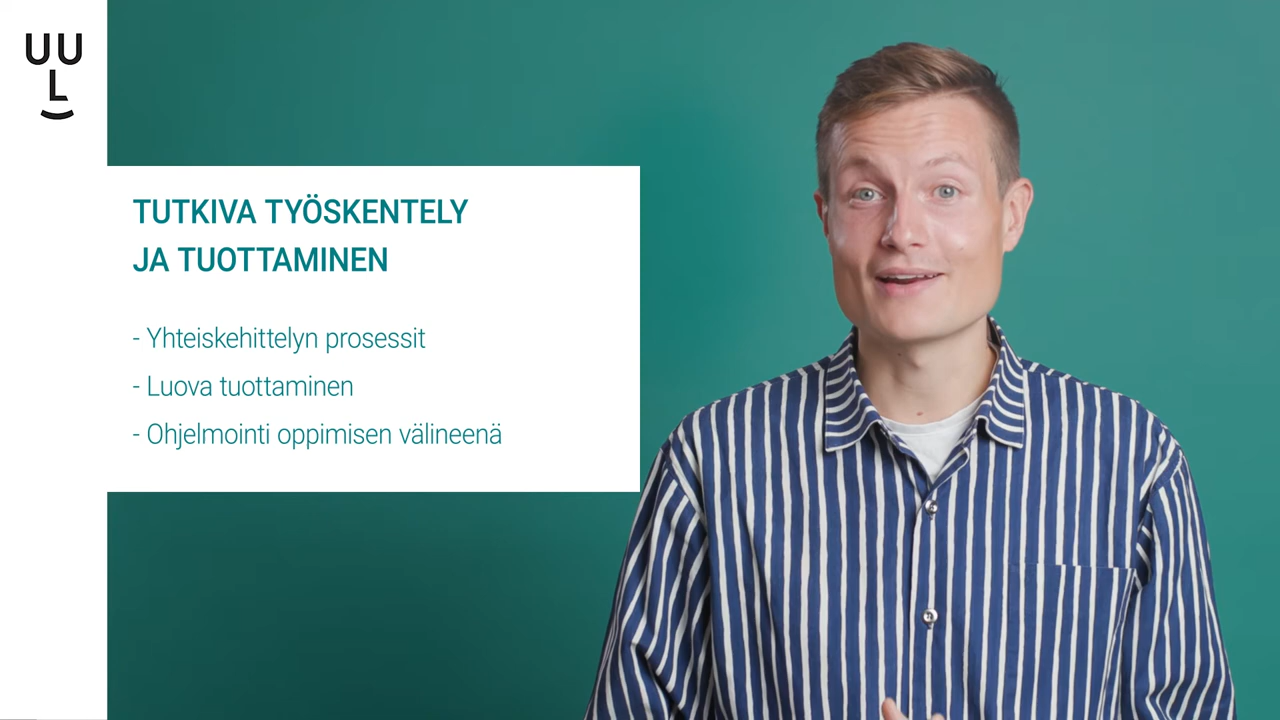 UU
L
TUTKIVA TYÖSKENTELY
JA TUOTTAMINEN
- Yhteiskehittelyn prosessit
- Luova tuottaminen
- Ohjelmointi oppimisen välineenä